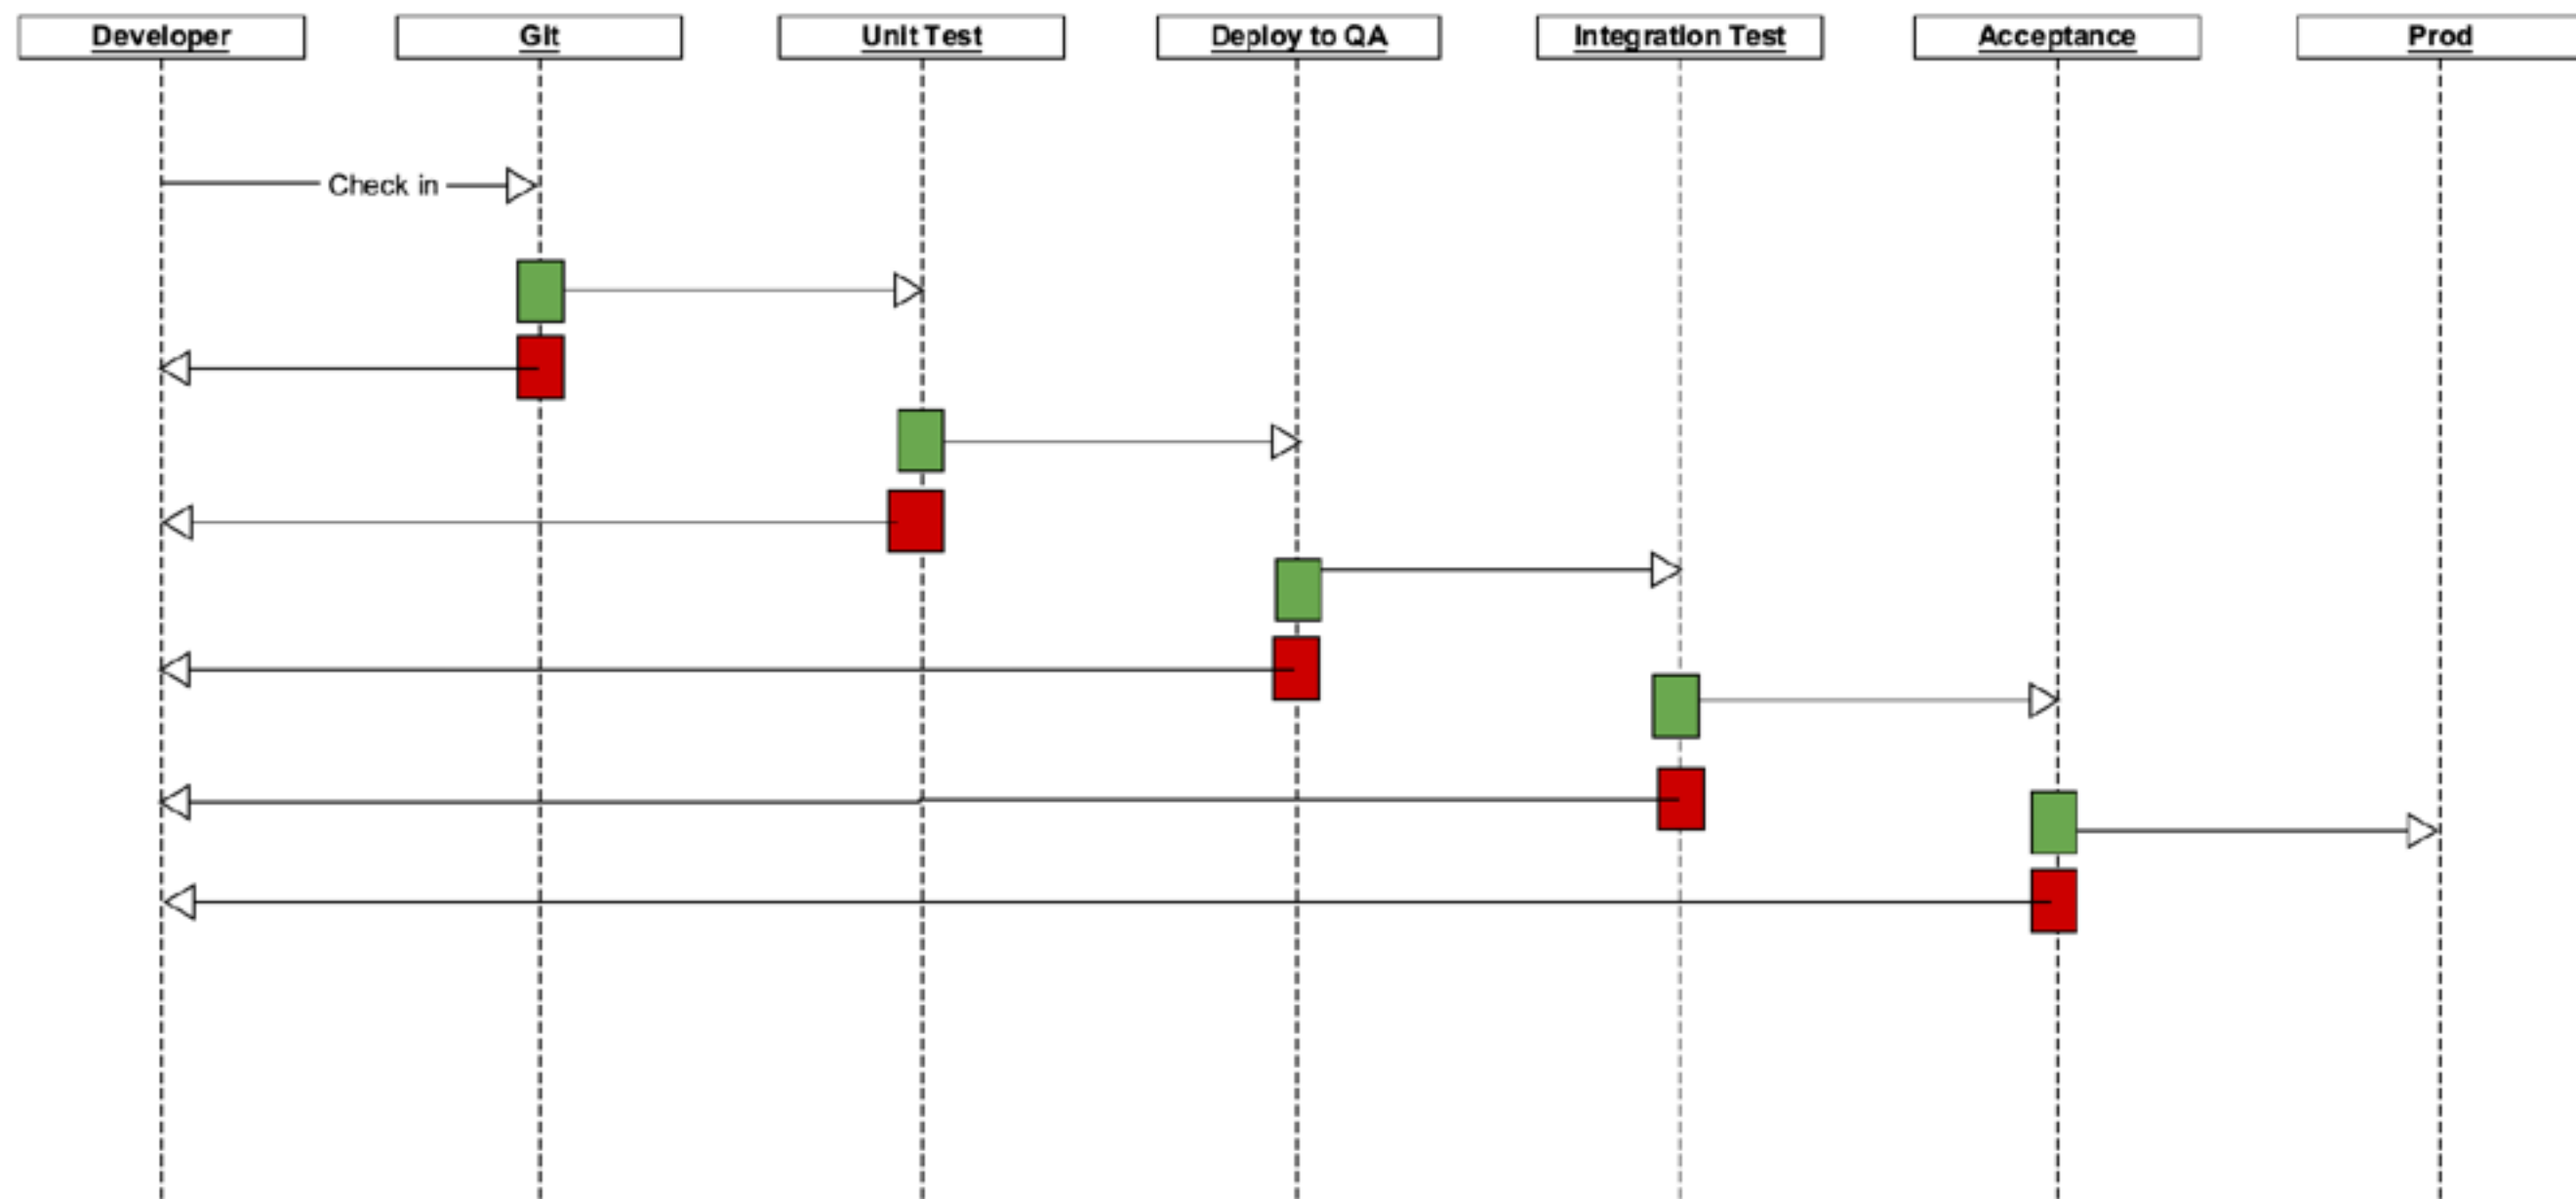 Developer
Git
Unit Test
Deploy to QA
Integration Test
Acceptance
Prod
Check in